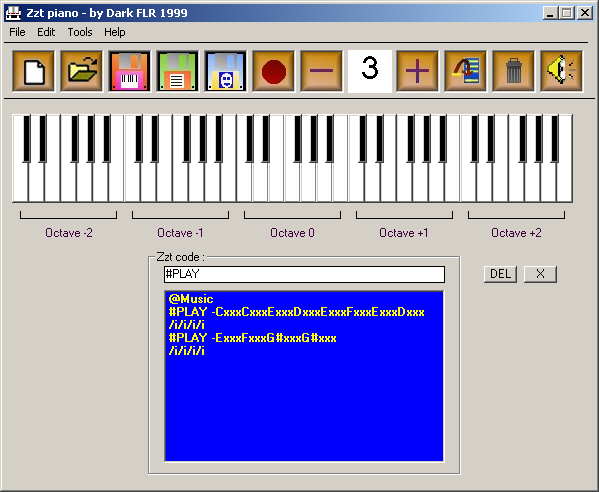 Zzt piano - by Dark FLR 1999
File Edit Tools Help
3
Octave -2 Octave -1 Octave 0 Octave +1 Octave +2
Zzt code :
#PLAY
DEL X
@Music
#PLAY -CxxxCxxxExxxDxxxExxxFxxxExxxDxxx
/i/i/i/i
#PLAY -ExxxFxxxG#xxxG#xxx
/i/i/i/i